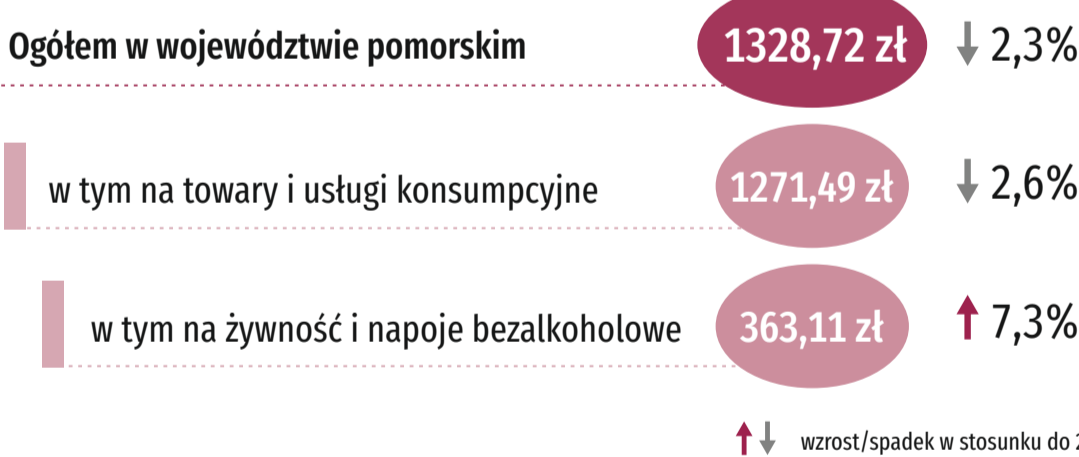 Ogółem w województwie pomorskim 1328,72 zł ↓ 2,3%
w tym na towary i usługi konsumpcyjne 1271,49 zł ↓ 2,6%
w tym na żywność i napoje bezalkoholowe 363,11 zł ↑ 7,3%
↑↓ wzrost/spadek w stosunku do